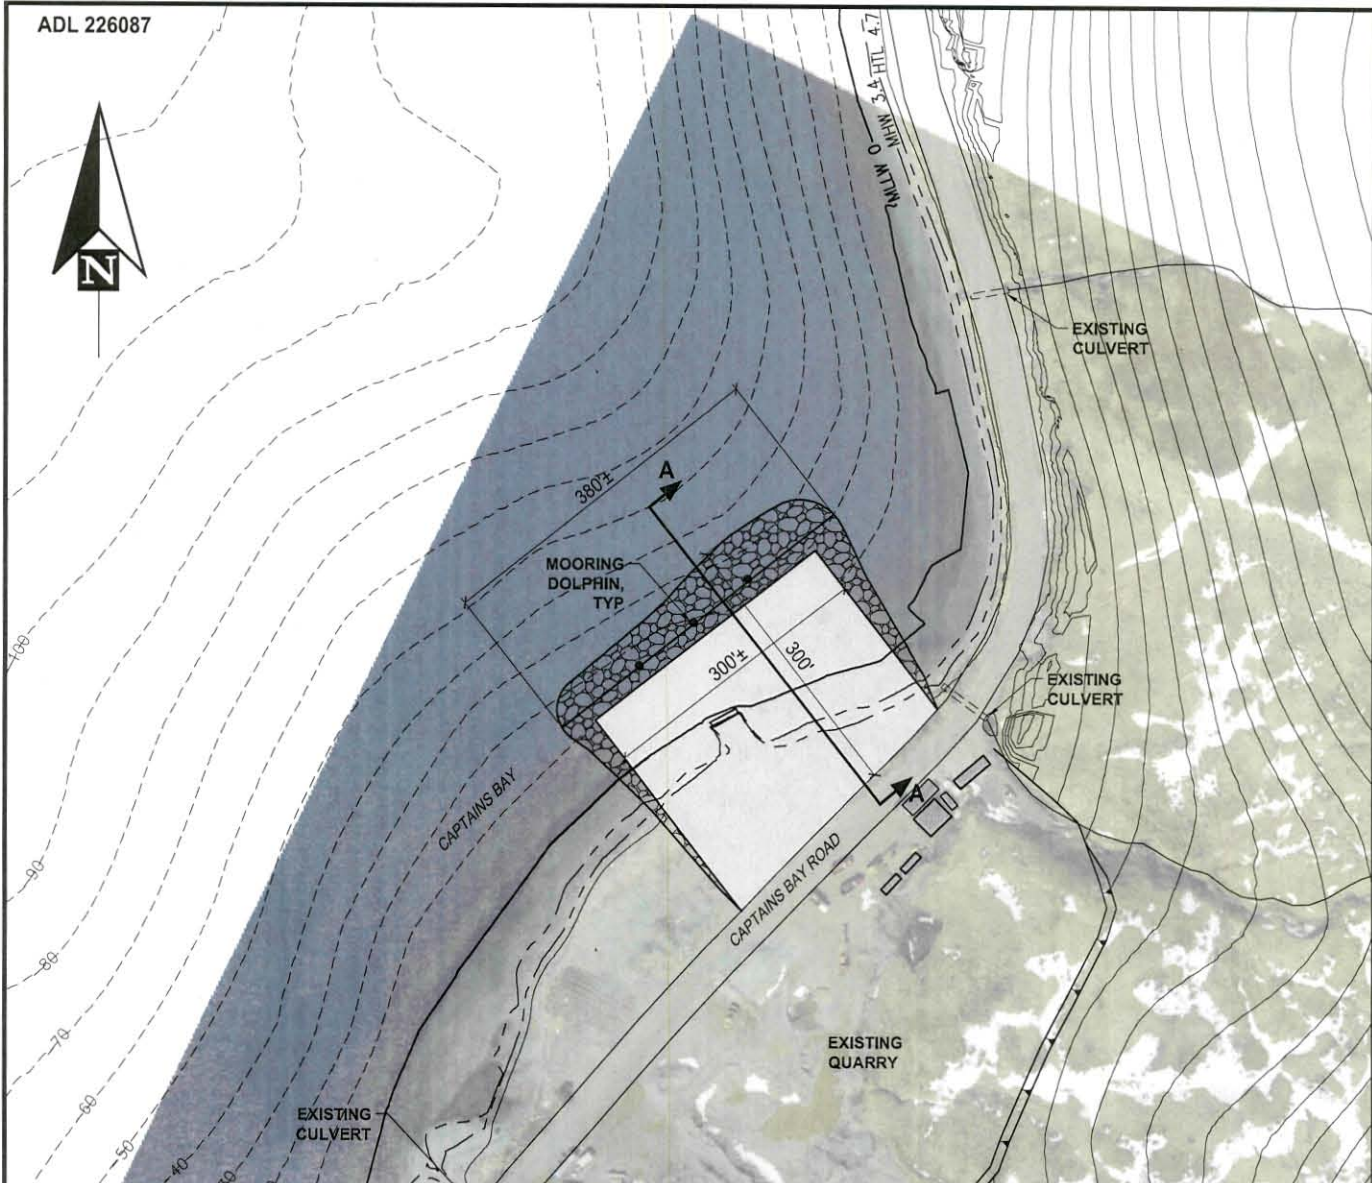 ADL 226087
MLLW 0
MHW 3.4
HTL 4.7
N
EXISTING
CULVERT
A
380'±
MOORING
DOLPHIN,
TYP
300'±
300'
EXISTING
CULVERT
100
CAPTAINS BAY
A
90
CAPTAINS BAY ROAD
80
70
EXISTING
QUARRY
60
EXISTING
CULVERT
50
40